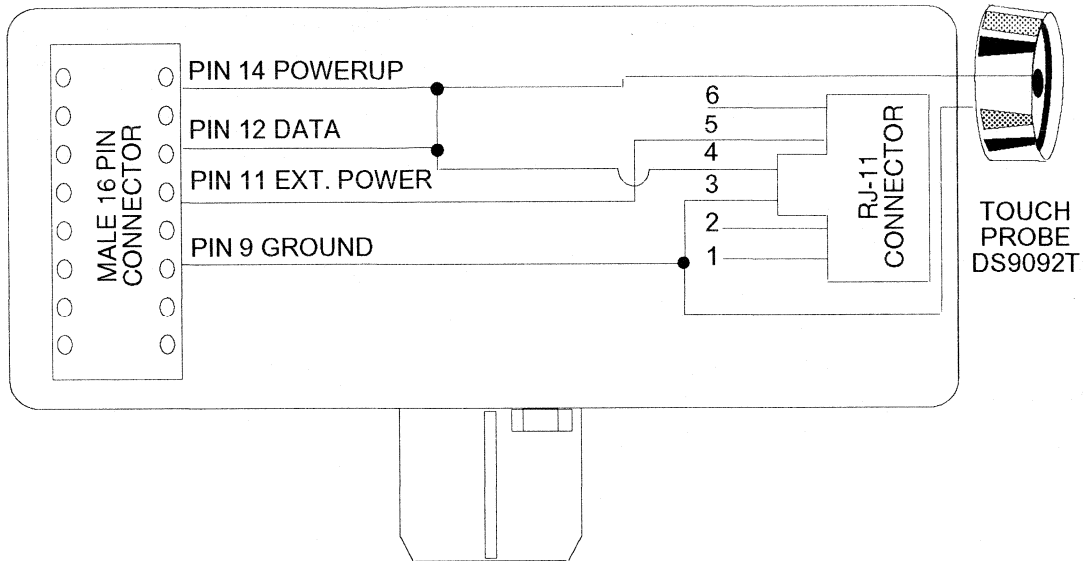 PIN 14 POWERUP
PIN 12 DATA
PIN 11 EXT. POWER
PIN 9 GROUND
MALE 16 PIN
CONNECTOR
6
5
4
3
2
1
RJ-11
CONNECTOR
TOUCH
PROBE
DS9092T